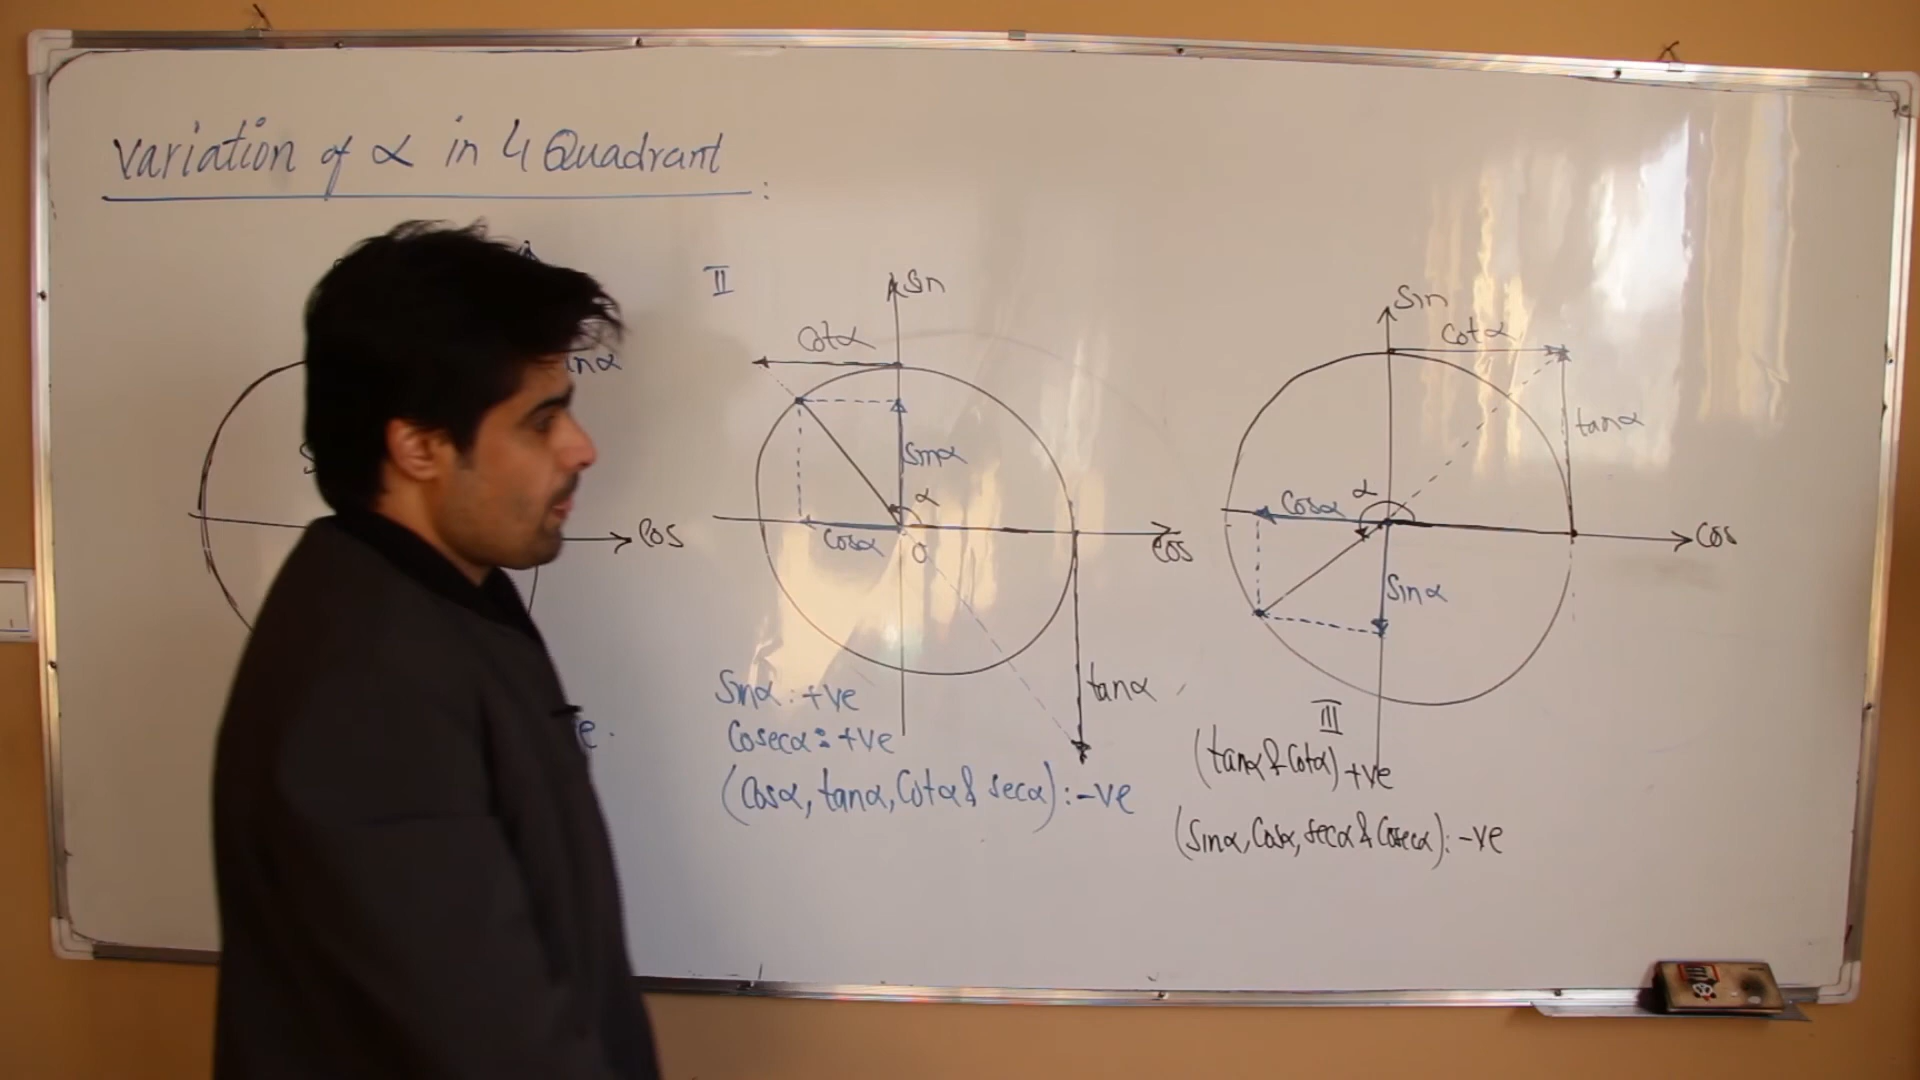 Variation of α in 4 Quadrant :
inα
Cos
e.
II
Sin
Cotα
Sinα
α
Cosα
O
Cos
tanα
Sinα : +ve
Cosecα : +ve
(Cosα, tanα, Cotα & secα) : -ve
Sin
Cotα
tanα
α
Cosα
Cos
Sinα
III
(tanα & Cotα) +ve
(Sinα, Cosα, secα & Cosecα) : -ve